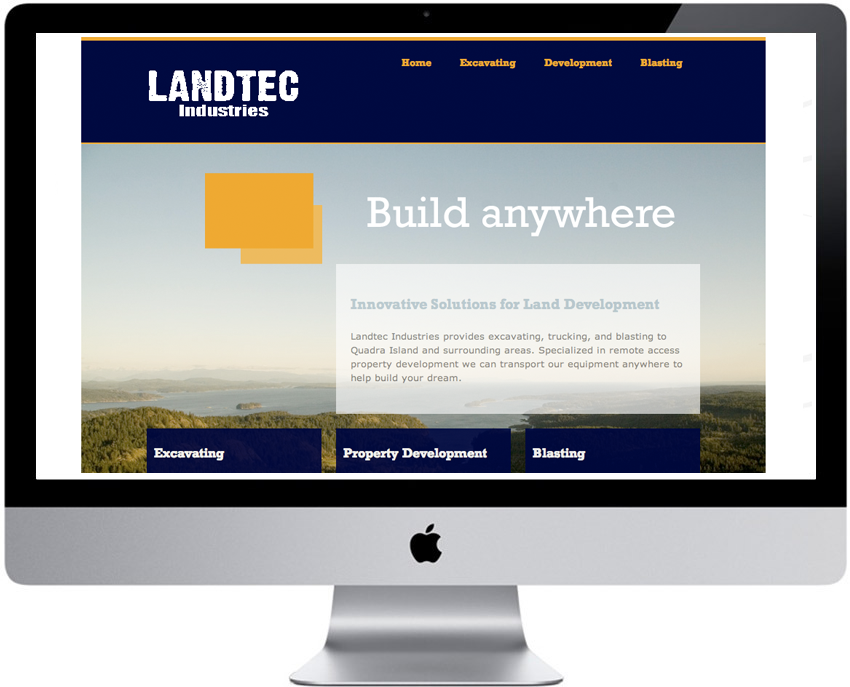 LANDTEC
Industries
Home Excavating Development Blasting
Build anywhere
Innovative Solutions for Land Development
Landtec Industries provides excavating, trucking, and blasting to
Quadra Island and surrounding areas. Specialized in remote access
property development we can transport our equipment anywhere to
help build your dream.
Excavating Property Development Blasting